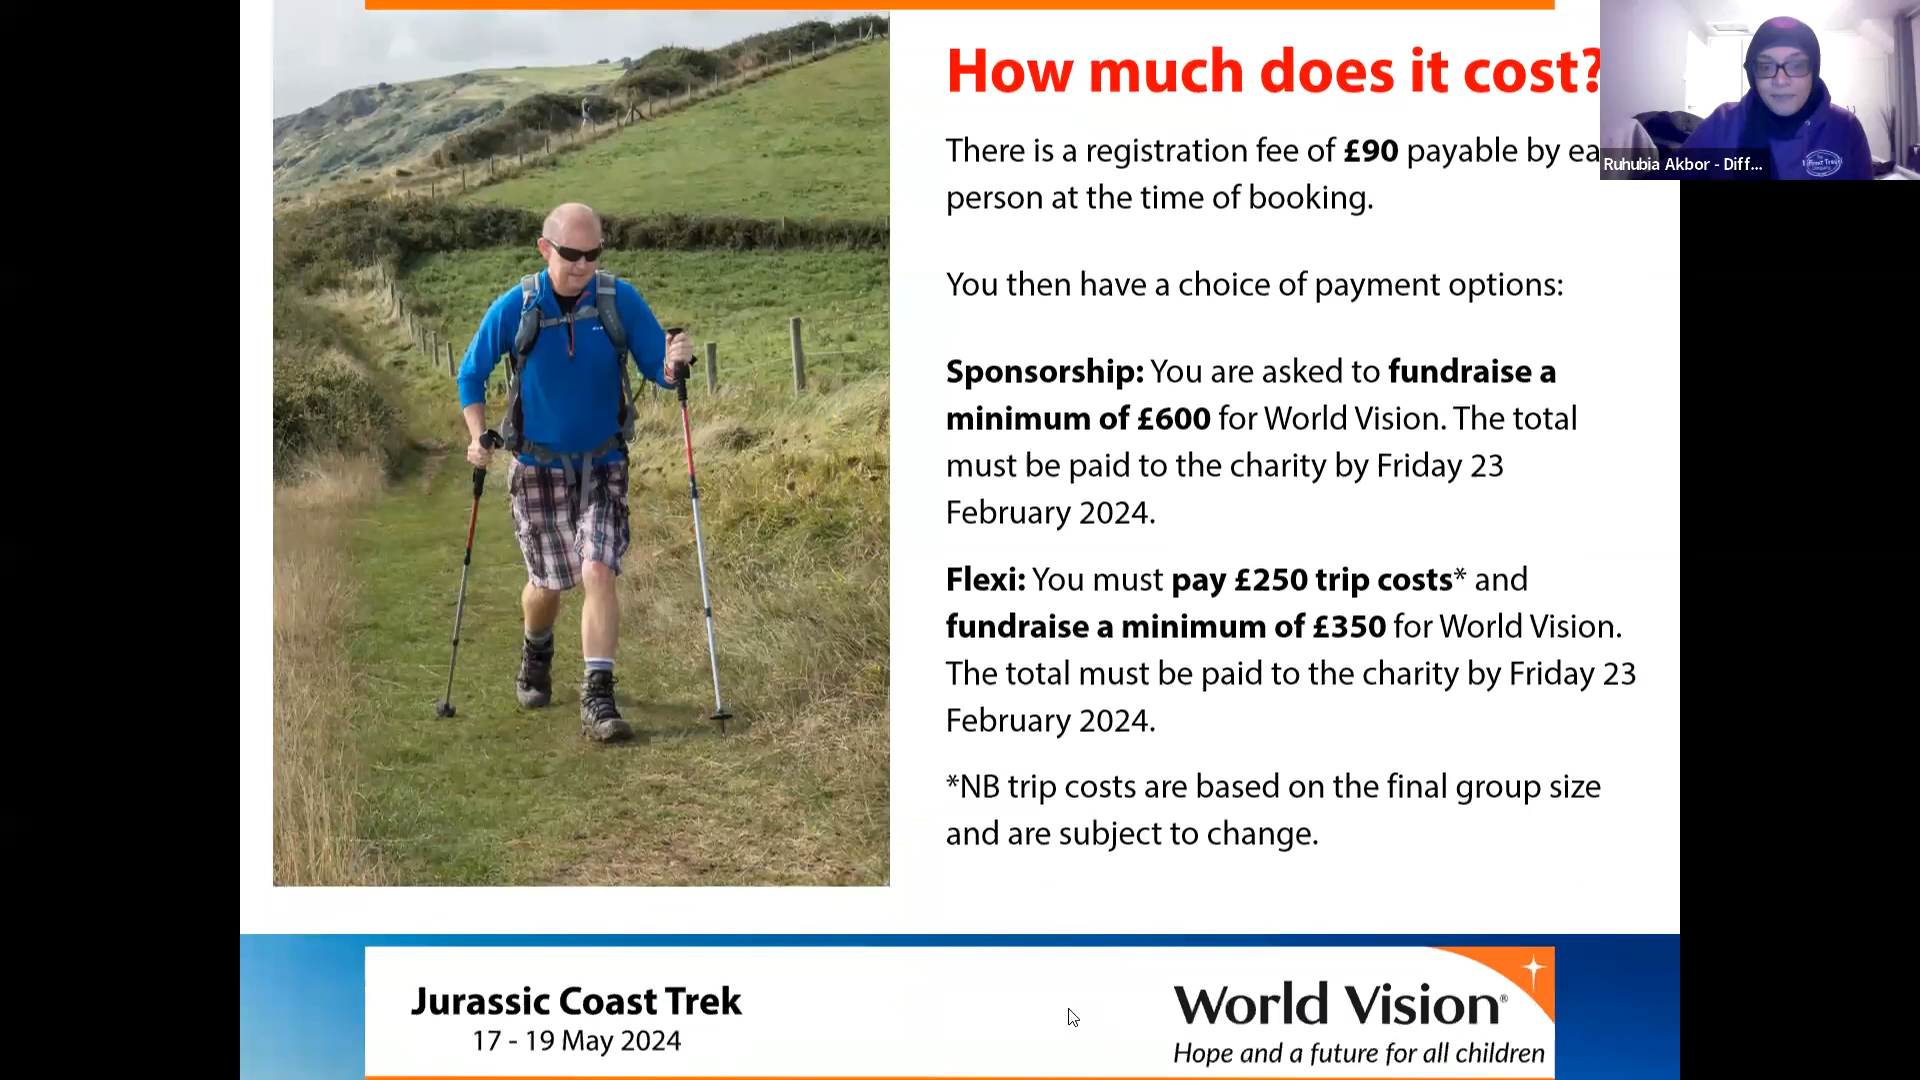 How much does it cost?
There is a registration fee of £90 payable by ea
person at the time of booking.
You then have a choice of payment options:
Sponsorship: You are asked to fundraise a
minimum of £600 for World Vision. The total
must be paid to the charity by Friday 23
February 2024.
Flexi: You must pay £250 trip costs* and
fundraise a minimum of £350 for World Vision.
The total must be paid to the charity by Friday 23
February 2024.
*NB trip costs are based on the final group size
and are subject to change.
Ruhubia Akbor - Diff...
Jurassic Coast Trek
17 - 19 May 2024
World Vision®
Hope and a future for all children